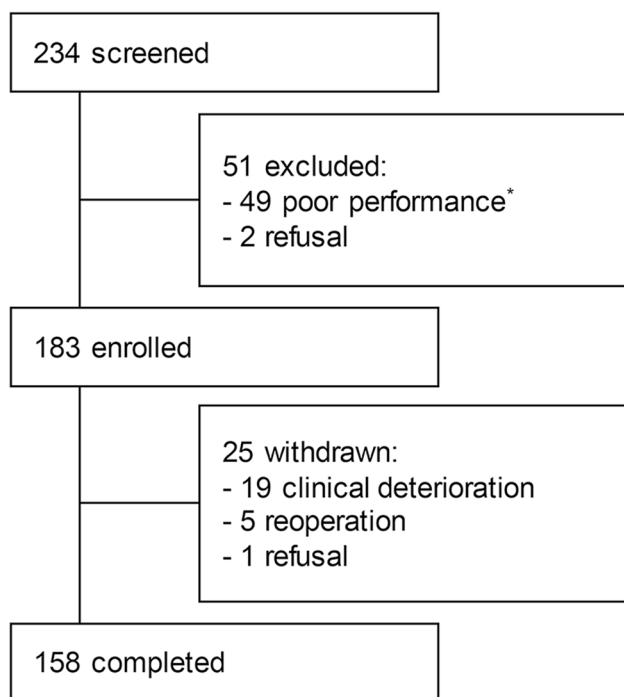 234 screened
51 excluded:
- 49 poor performance*
- 2 refusal
183 enrolled
25 withdrawn:
- 19 clinical deterioration
- 5 reoperation
- 1 refusal
158 completed